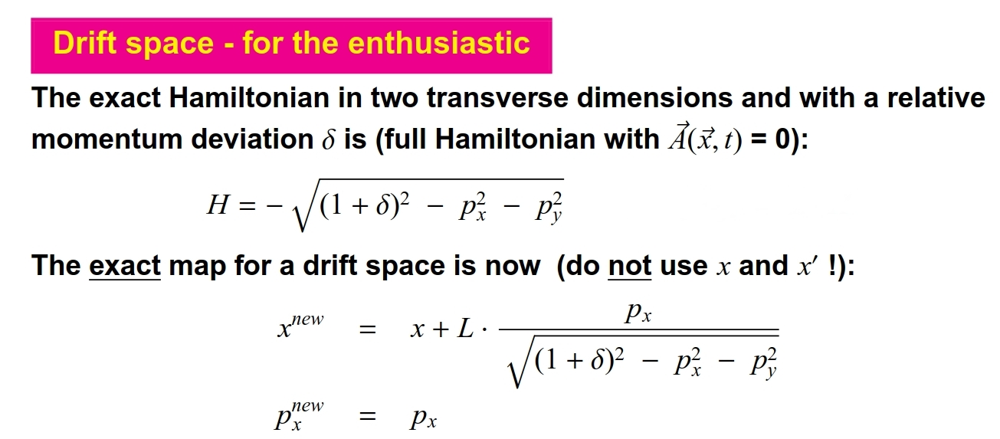 Drift space - for the enthusiastic
The exact Hamiltonian in two transverse dimensions and with a relative
momentum deviation δ is (full Hamiltonian with $\vec{A}(\vec{x}, t)$ = 0):
$H = -\sqrt{(1 + \delta)^2 - p_x^2 - p_y^2}$
The exact map for a drift space is now (do not use x and x′ !):
$x^{new} = x + L \cdot \frac{p_x}{\sqrt{(1 + \delta)^2 - p_x^2 - p_y^2}}$
$p_x^{new} = p_x$